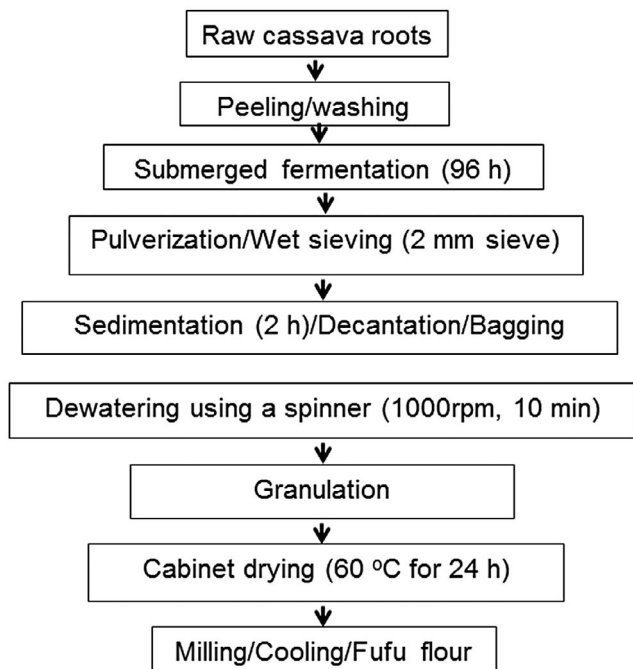 Raw cassava roots
Peeling/washing
Submerged fermentation (96 h)
Pulverization/Wet sieving (2 mm sieve)
Sedimentation (2 h)/Decantation/Bagging
Dewatering using a spinner (1000rpm, 10 min)
Granulation
Cabinet drying (60 ºC for 24 h)
Milling/Cooling/Fufu flour